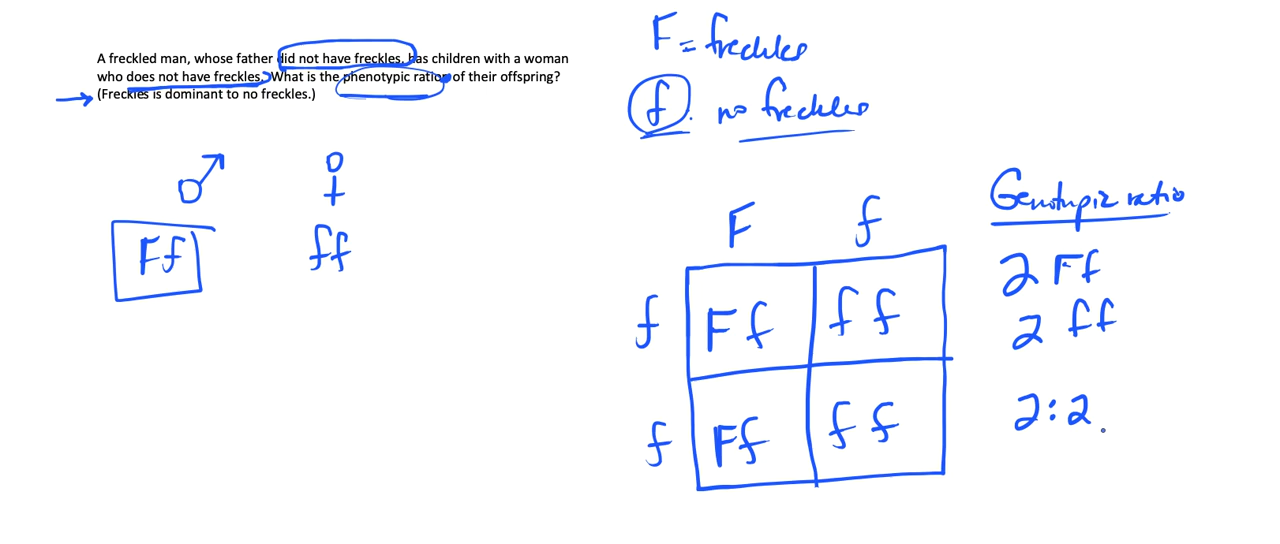 A freckled man, whose father did not have freckles, has children with a woman
who does not have freckles. What is the phenotypic ratio of their offspring?
(Freckles is dominant to no freckles.)
F = freckles
f. no freckles
♂ ♀
Ff ff
F f
f Ff ff
f Ff ff
Genotypic ratio
2 Ff
2 ff
2:2.